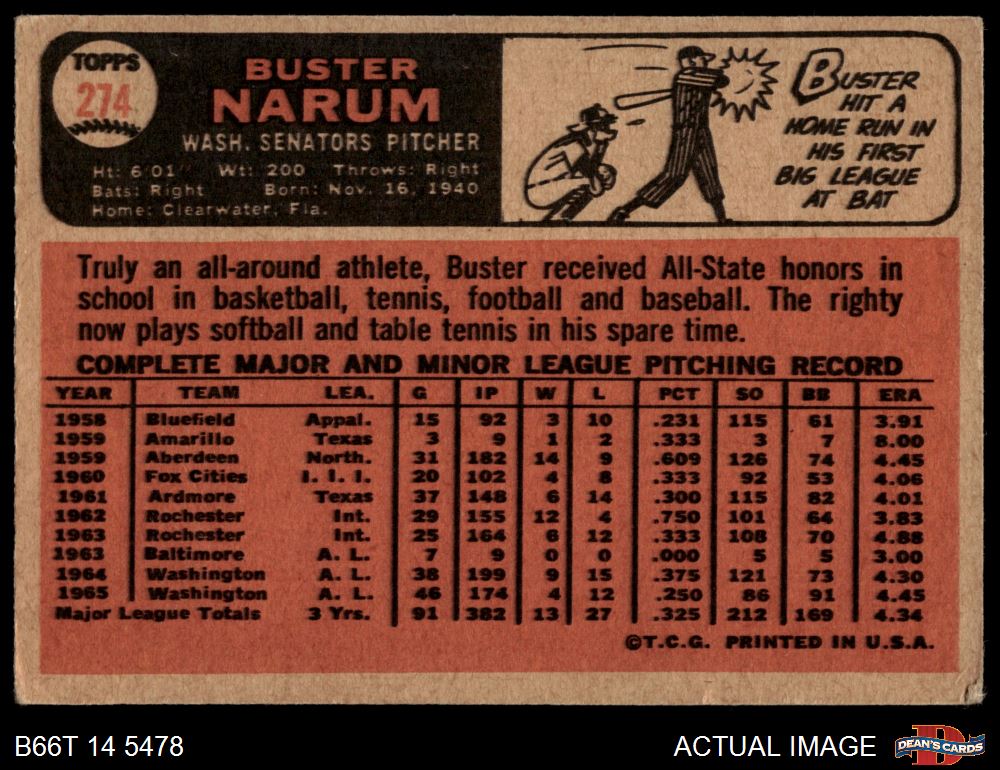 TOPPS
274
BUSTER
NARUM
WASH. SENATORS PITCHER
Ht: 6'01" Wt: 200 Throws: Right
Bats: Right Born: Nov. 16, 1940
Home: Clearwater, Fla.
BUSTER
HIT A
HOME RUN IN
HIS FIRST
BIG LEAGUE
AT BAT
Truly an all-around athlete, Buster received All-State honors in
school in basketball, tennis, football and baseball. The righty
now plays softball and table tennis in his spare time.
COMPLETE MAJOR AND MINOR LEAGUE PITCHING RECORD
YEAR TEAM LEA. G IP W L PCT SO BB ERA
1958 Bluefield Appal. 15 92 3 10 .231 115 61 3.91
1959 Amarillo Texas 3 9 1 2 .333 3 7 8.00
1959 Aberdeen North. 31 182 14 9 .609 126 74 4.45
1960 Fox Cities I. I. I. 20 102 4 8 .333 92 53 4.06
1961 Ardmore Texas 37 148 6 14 .300 115 82 4.01
1962 Rochester Int. 29 155 12 4 .750 101 64 3.83
1963 Rochester Int. 25 164 6 12 .333 108 70 4.88
1963 Baltimore A. L. 7 9 0 0 .000 5 5 3.00
1964 Washington A. L. 38 199 9 15 .375 121 73 4.30
1965 Washington A. L. 46 174 4 12 .250 86 91 4.45
Major League Totals 3 Yrs. 91 382 13 27 .325 212 169 4.34
©T.C.G. PRINTED IN U.S.A.
B66T 14 5478
ACTUAL IMAGE
DEAN'S CARDS